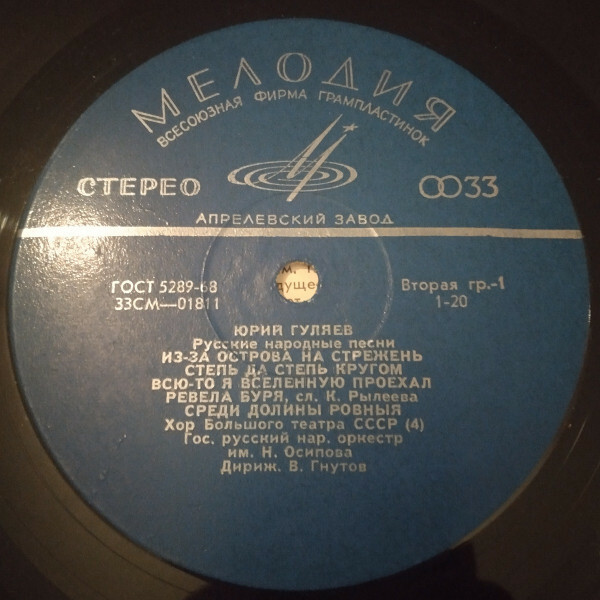 МЕЛОДИЯ
ВСЕСОЮЗНАЯ ФИРМА ГРАМПЛАСТИНОК
СТЕРЕО 33
АПРЕЛЕВСКИЙ ЗАВОД
ГОСТ 5289-68 Вторая гр.-1
33СМ—01811 1-20
ЮРИЙ ГУЛЯЕВ
Русские народные песни
ИЗ-ЗА ОСТРОВА НА СТРЕЖЕНЬ
СТЕПЬ ДА СТЕПЬ КРУГОМ
ВСЮ-ТО Я ВСЕЛЕННУЮ ПРОЕХАЛ
РЕВЕЛА БУРЯ, сл. К. Рылеева
СРЕДИ ДОЛИНЫ РОВНЫЯ
Хор Большого театра СССР (4)
Гос. русский нар. оркестр
им. Н. Осипова
Дириж. В. Гнутов